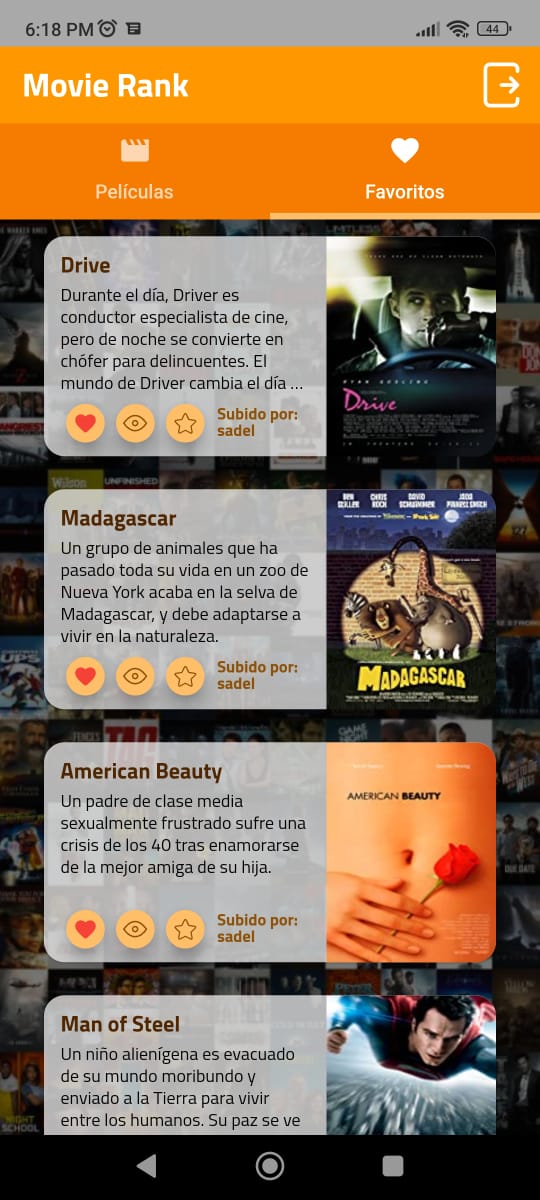 6:18 PM
44
Movie Rank
Películas
Favoritos
Drive
Durante el día, Driver es
conductor especialista de cine,
pero de noche se convierte en
chófer para delincuentes. El
mundo de Driver cambia el día ...
Subido por:
sadel
RYAN GOSLING
Drive
Wilson
UNFINISHED
Madagascar
Un grupo de animales que ha
pasado toda su vida en un zoo de
Nueva York acaba en la selva de
Madagascar, y debe adaptarse a
vivir en la naturaleza.
Subido por:
sadel
BEN STILLER
CHRIS ROCK
DAVID SCHWIMMER
JADA PINKETT SMITH
MADAGASCAR
American Beauty
Un padre de clase media
sexualmente frustrado sufre una
crisis de los 40 tras enamorarse
de la mejor amiga de su hija.
Subido por:
sadel
AMERICAN BEAUTY
DUE DATE
Man of Steel
Un niño alienígena es evacuado
de su mundo moribundo y
enviado a la Tierra para vivir
entre los humanos. Su paz se ve
NIGHT
SCHOOL